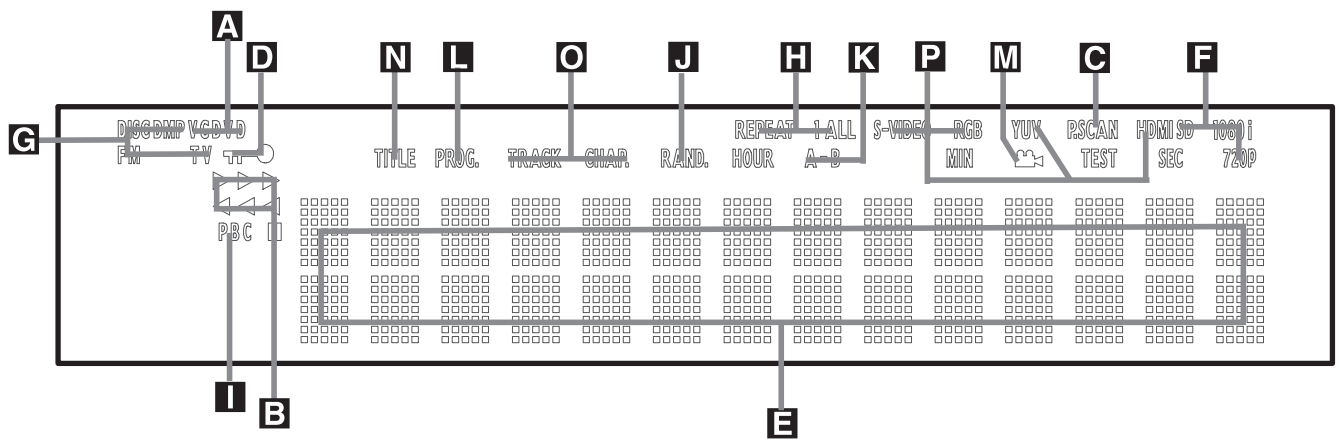 A D N L O J H K P M C F
G
DISC DMP VCD VD REPEAT 1 ALL S-VIDEO RGB YUV P.SCAN HDMI SD 1080 i
FM TV TITLE PROG. TRACK CHAP. RAND. HOUR A-B MIN TEST SEC 720P
PBC
I B E